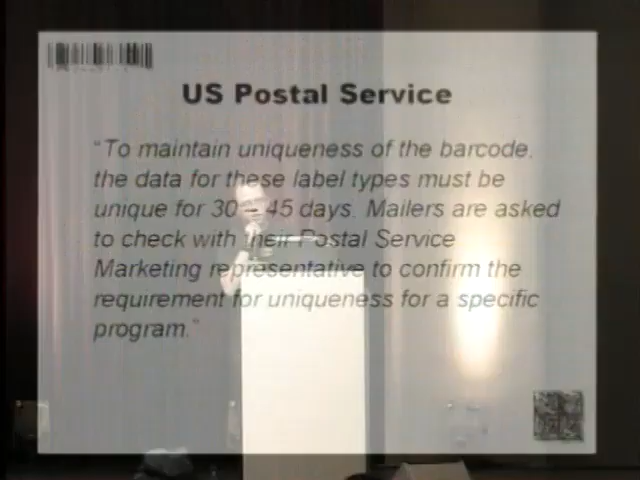 US Postal Service
"To maintain uniqueness of the barcode,
the data for these label types must be
unique for 30 – 45 days. Mailers are asked
to check with their Postal Service
Marketing representative to confirm the
requirement for uniqueness for a specific
program."